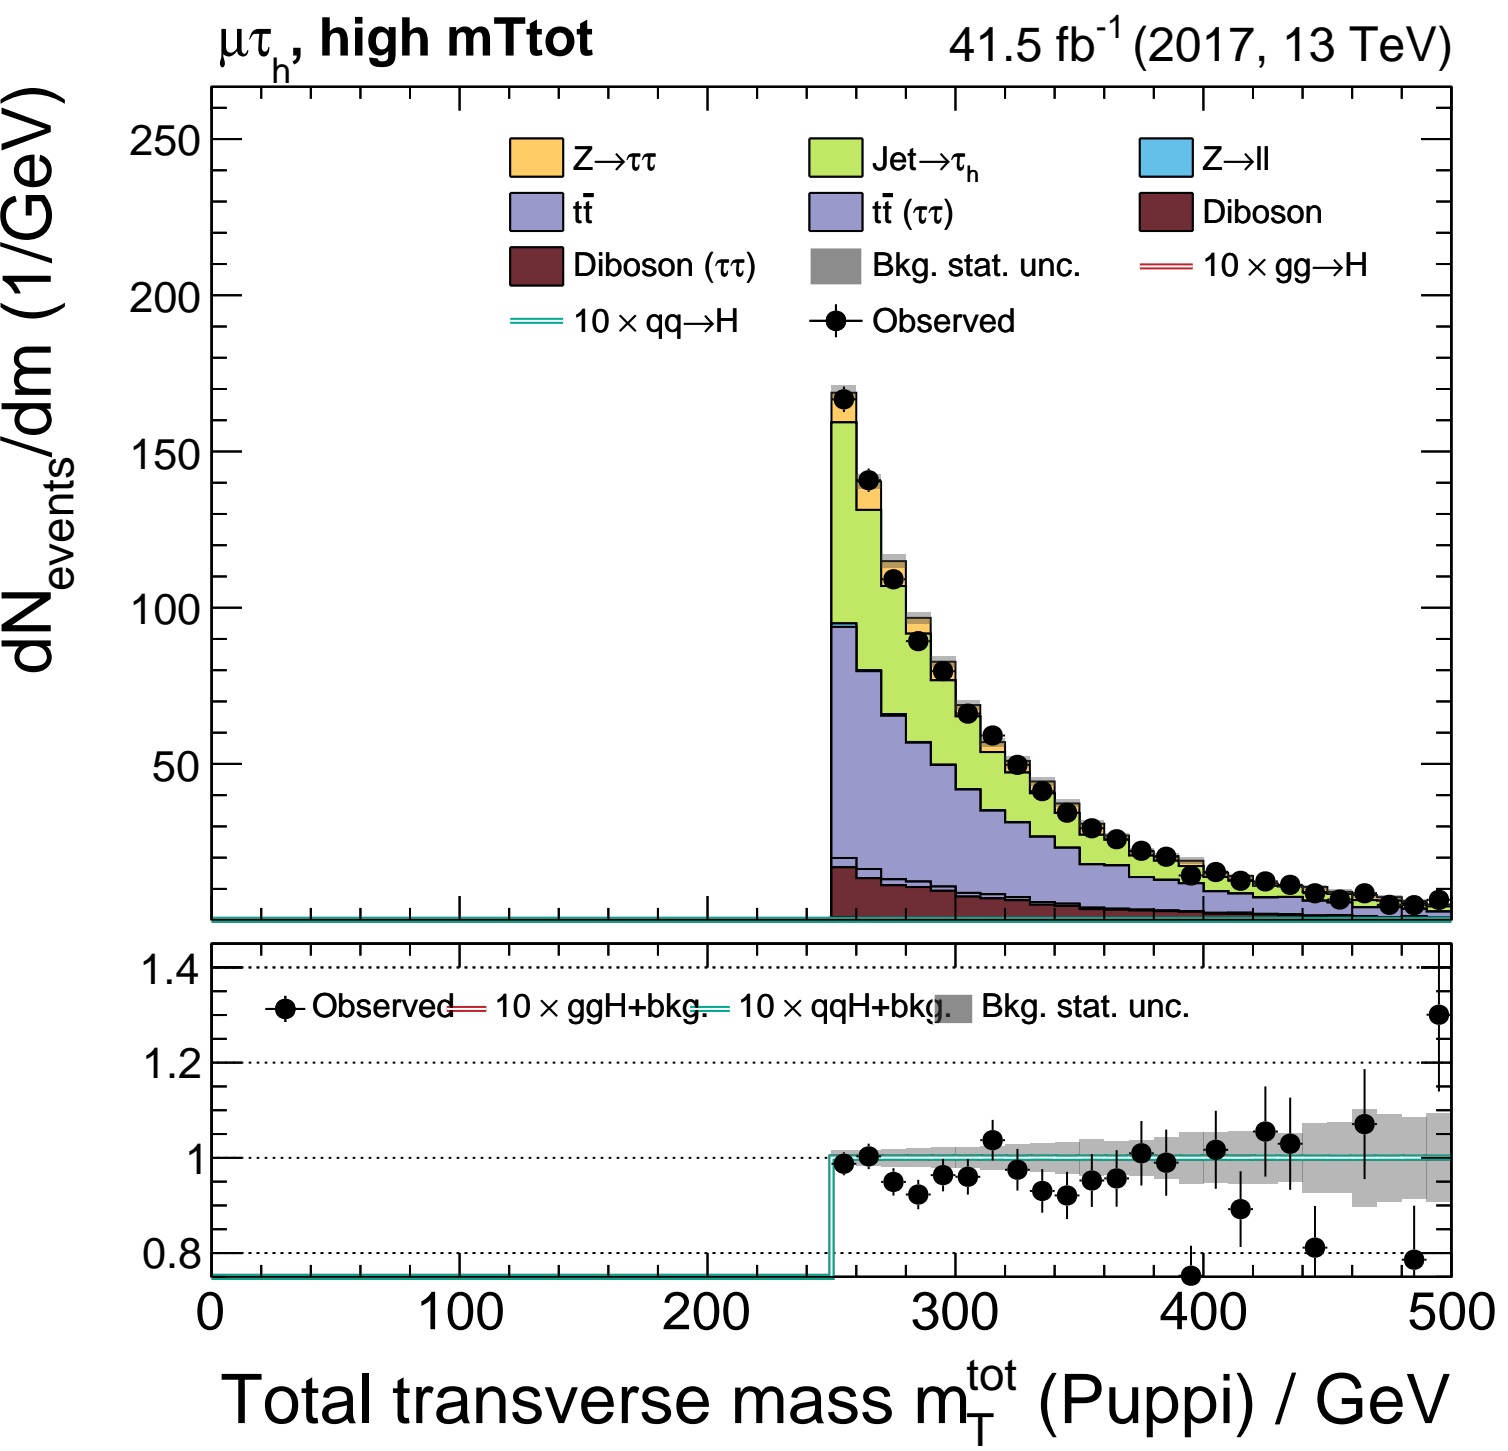 μτh, high mTtot
41.5 fb-1 (2017, 13 TeV)
dNevents/dm (1/GeV)
250
200
150
100
50
Z→ττ Jet→τh Z→ll
tt̄ tt̄ (ττ) Diboson
Diboson (ττ) Bkg. stat. unc. 10 × gg→H
10 × qq→H Observed
1.4
1.2
1
0.8
Observed 10 × ggH+bkg. 10 × qqH+bkg. Bkg. stat. unc.
0 100 200 300 400 500
Total transverse mass mTtot (Puppi) / GeV